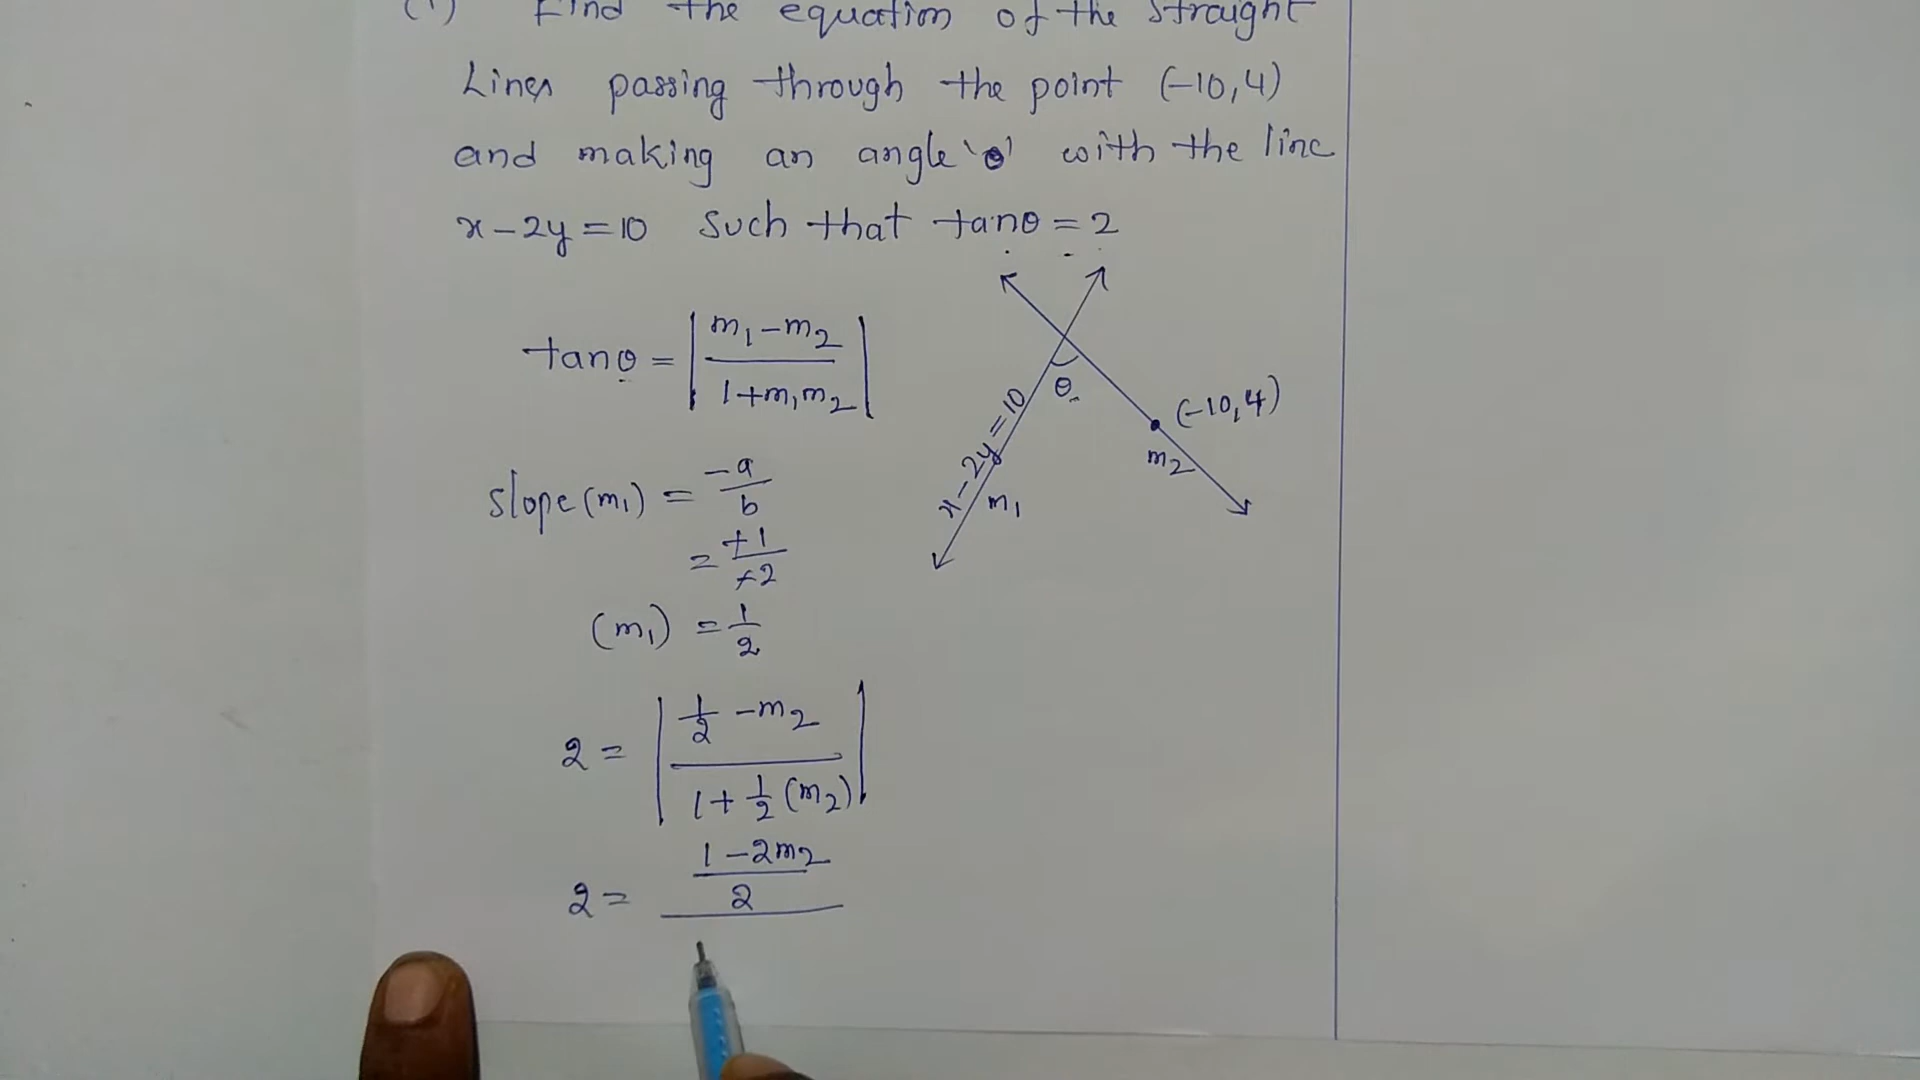 (1) Find the equation of the straight
Lines passing through the point (-10,4)
and making an angle 'θ' with the line
x - 2y = 10 such that tanθ = 2
tanθ = | (m₁ - m₂) / (1 + m₁m₂) |
θ
(-10,4)
x - 2y = 10
m₂
m₁
slope (m₁) = -a / b
= +1 / +2
(m₁) = 1/2
2 = | (1/2 - m₂) / (1 + 1/2 (m₂)) |
2 = (1 - 2m₂) / 2